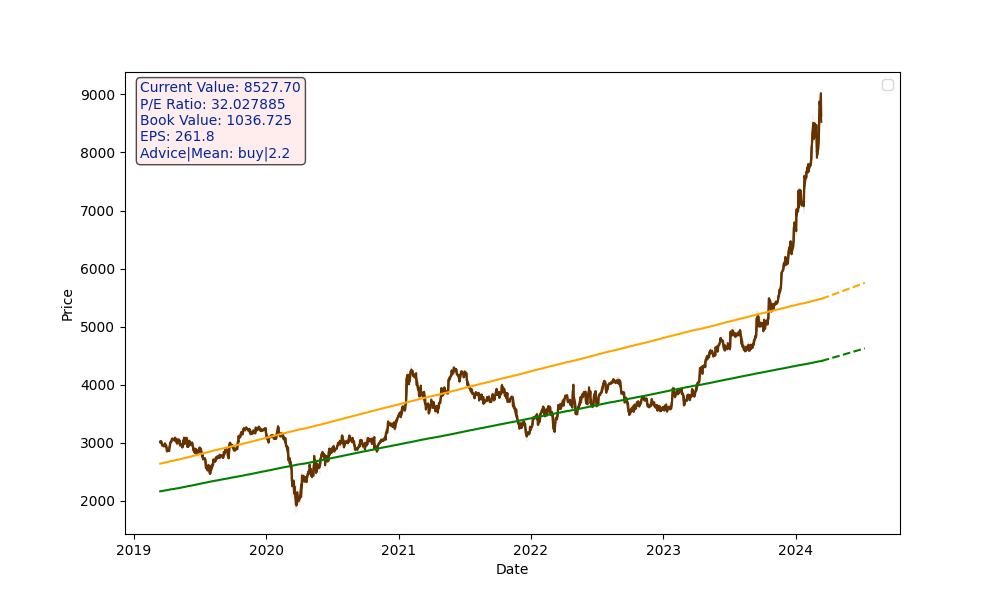 Current Value: 8527.70
P/E Ratio: 32.027885
Book Value: 1036.725
EPS: 261.8
Advice|Mean: buy|2.2
9000
8000
7000
6000
5000
4000
3000
2000
Price
2019 2020 2021 2022 2023 2024
Date